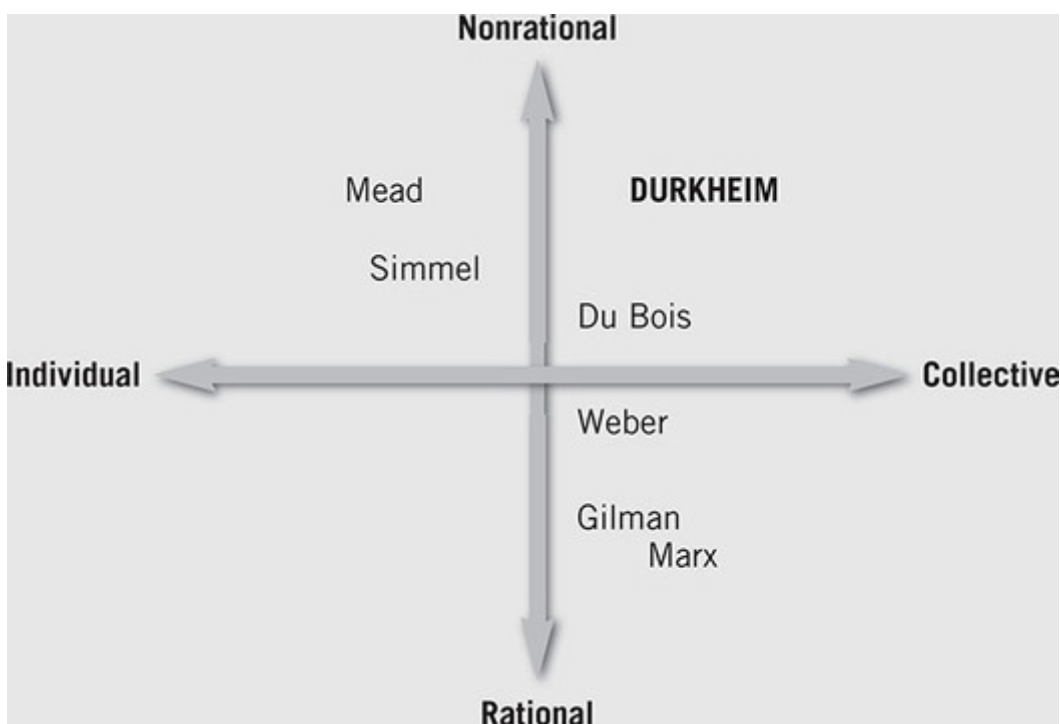 Nonrational
Mead DURKHEIM
Simmel
Du Bois
Individual Collective
Weber
Gilman
Marx
Rational